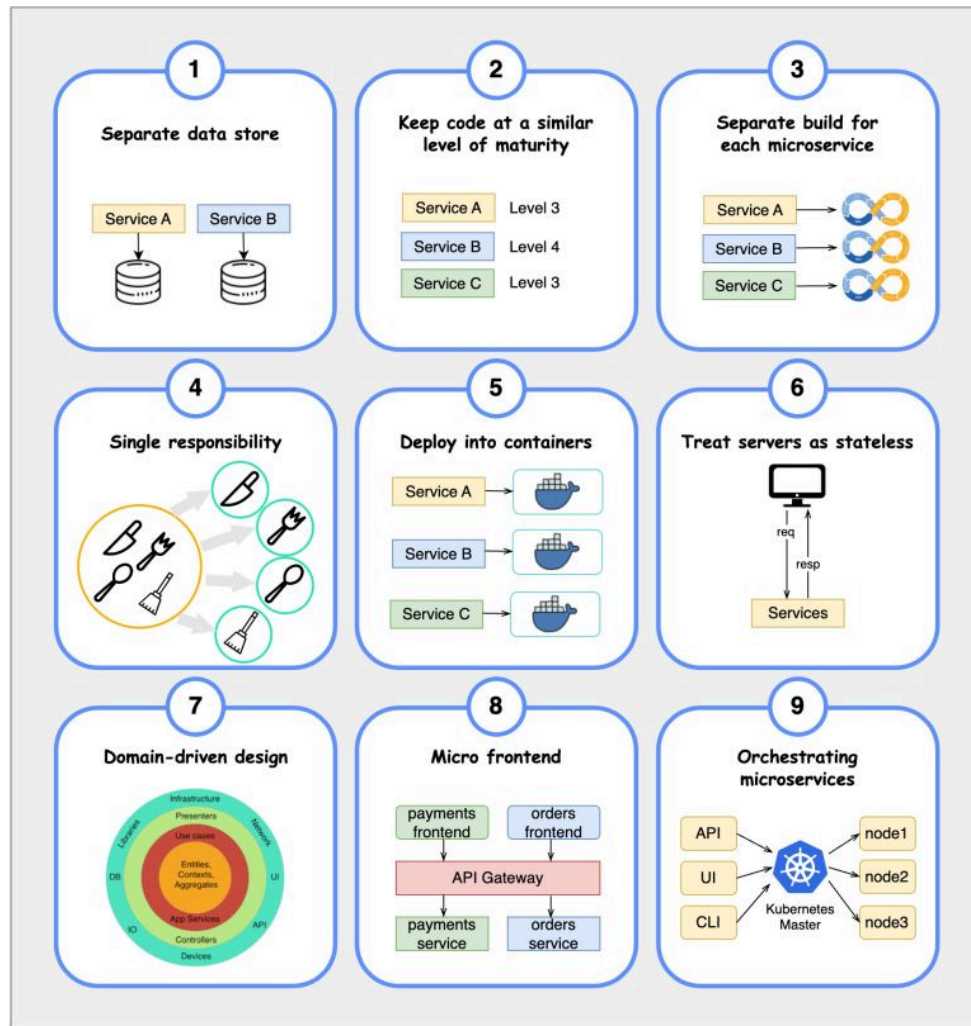 1
Separate data store
Service A
Service B
2
Keep code at a similar
level of maturity
Service A Level 3
Service B Level 4
Service C Level 3
3
Separate build for
each microservice
Service A
Service B
Service C
4
Single responsibility
5
Deploy into containers
Service A
Service B
Service C
6
Treat servers as stateless
req
resp
Services
7
Domain-driven design
Infrastructure
Presenters
Libraries
Network
Use cases
Entities,
Contexts,
Aggregates
DB
UI
App Services
IO
API
Controllers
Devices
8
Micro frontend
payments
frontend
orders
frontend
API Gateway
payments
service
orders
service
9
Orchestrating
microservices
API
UI
CLI
Kubernetes
Master
node1
node2
node3